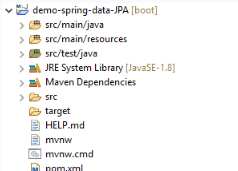 demo-spring-data-JPA [boot]
src/main/java
src/main/resources
src/test/java
JRE System Library [JavaSE-1.8]
Maven Dependencies
src
target
HELP.md
mvnw
mvnw.cmd
pom.xml